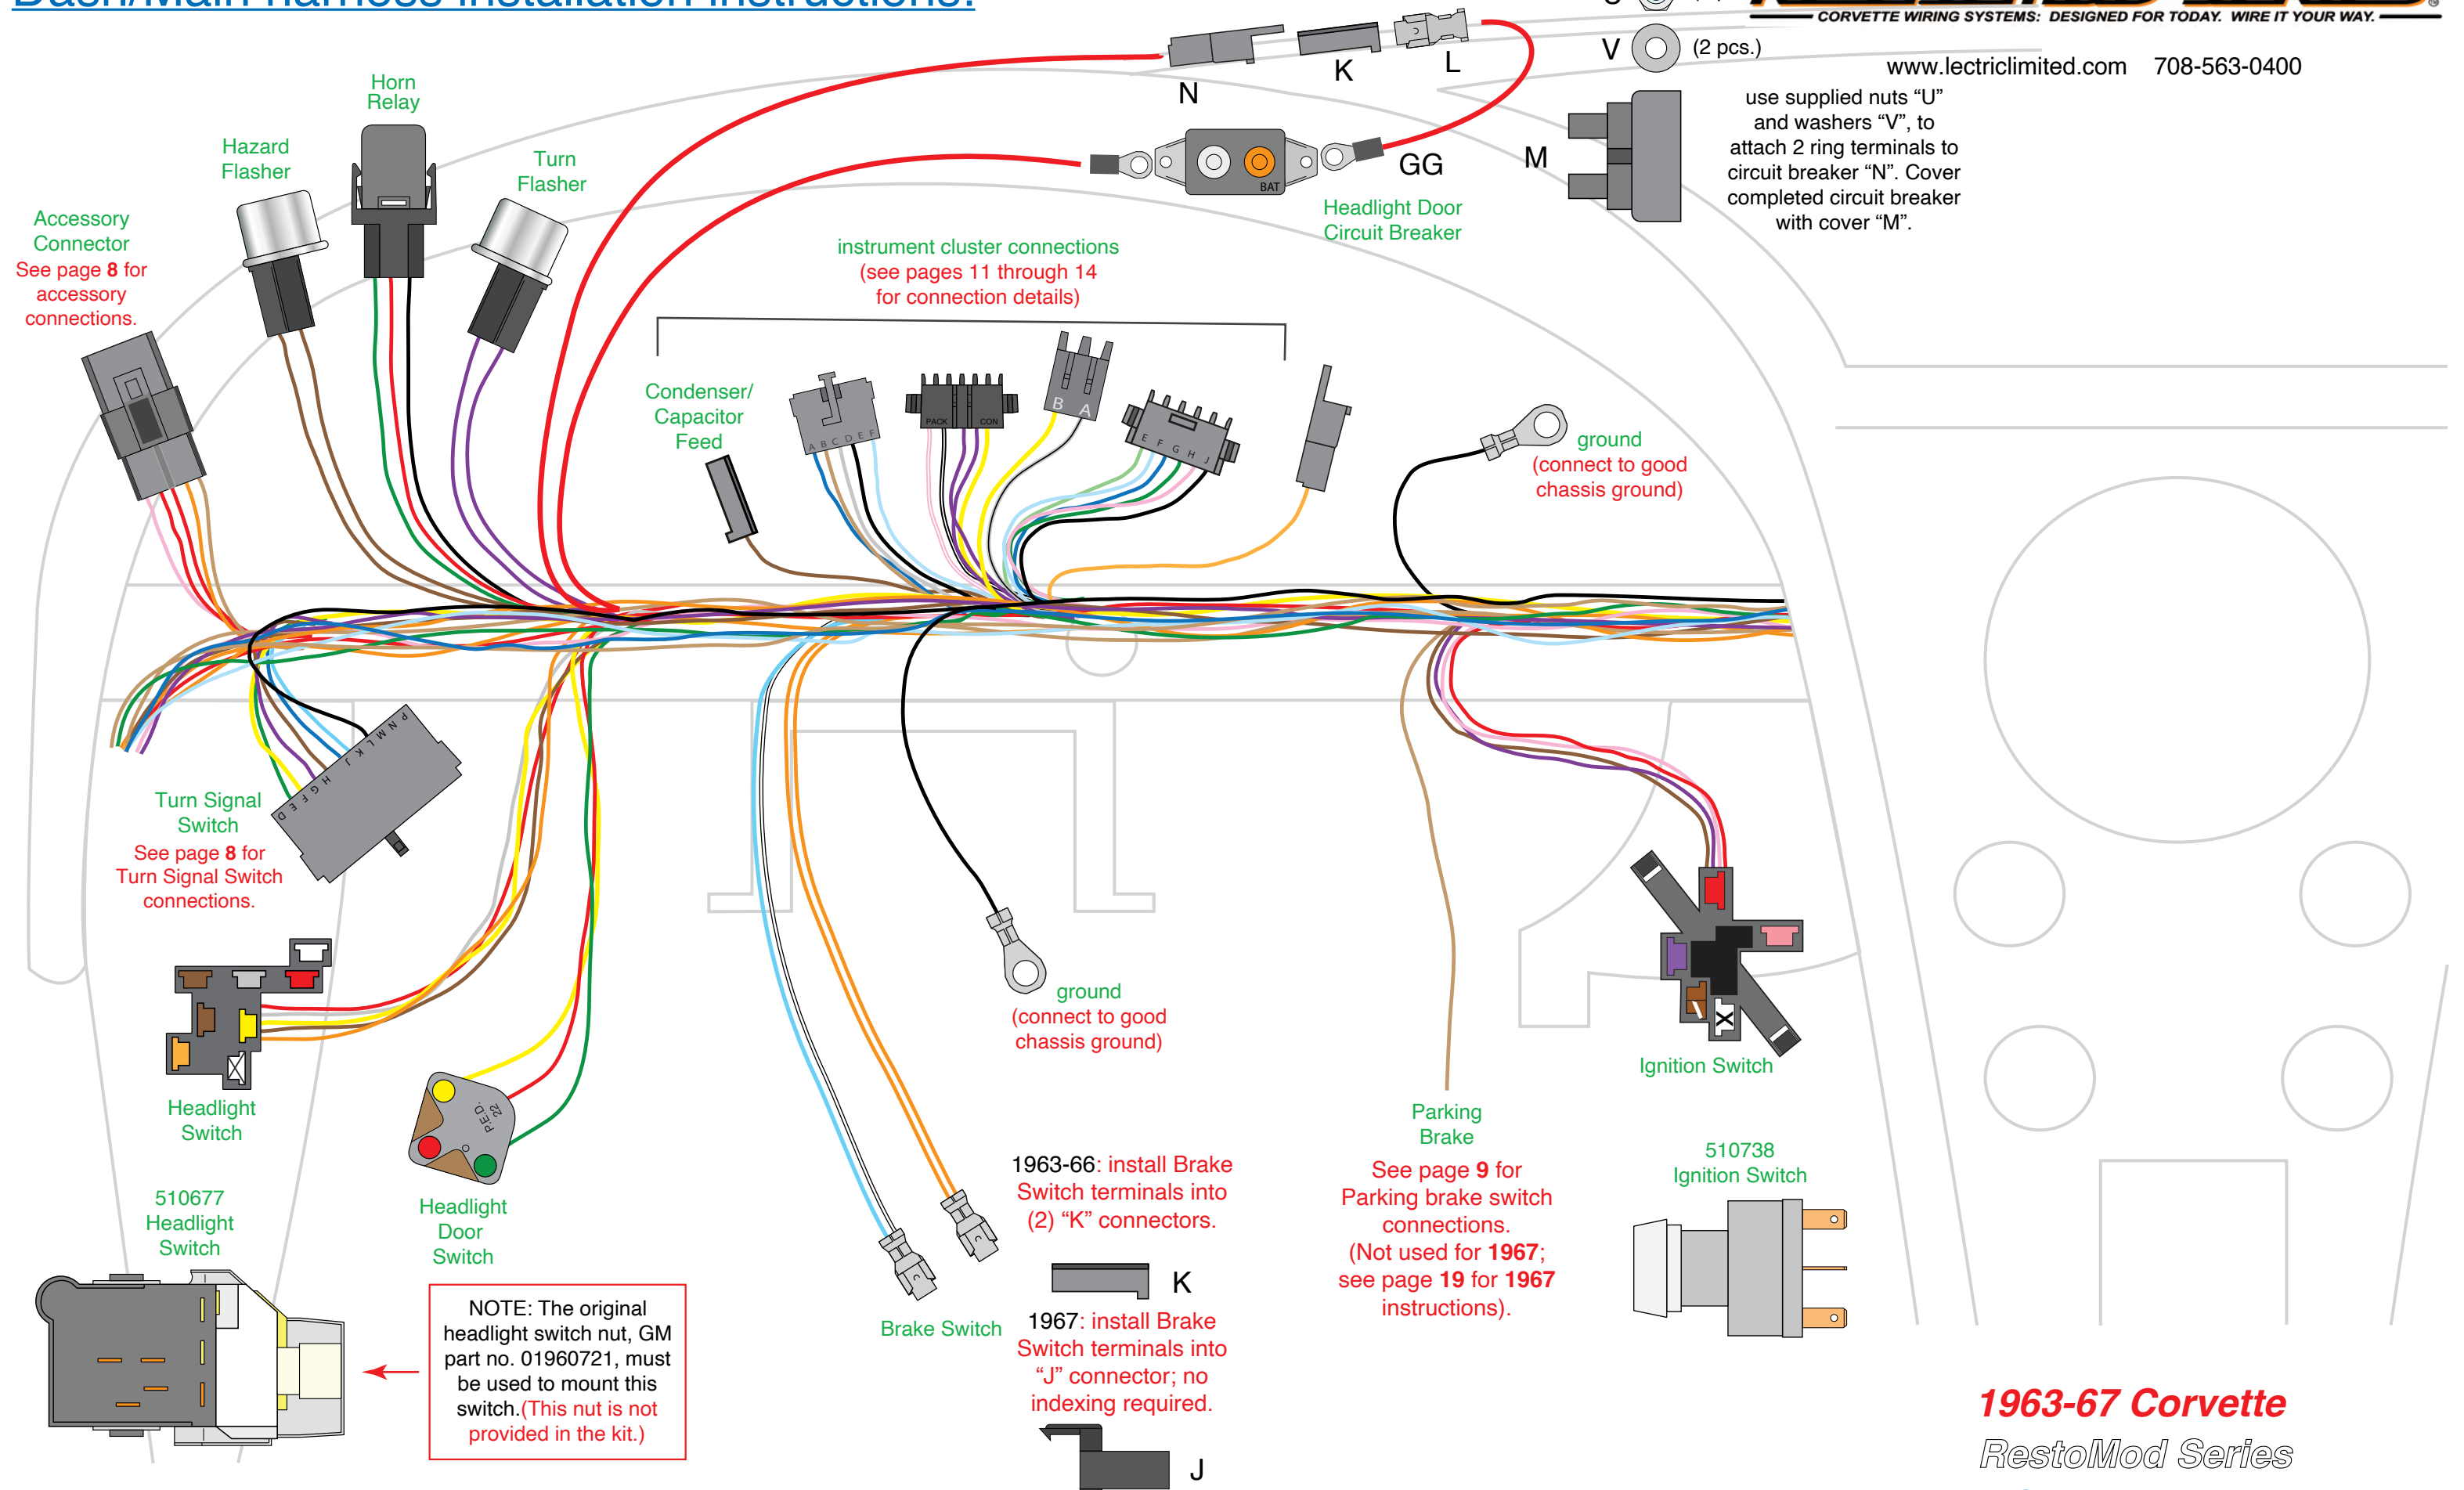 Dash/Main harness installation instructions:
CORVETTE WIRING SYSTEMS: DESIGNED FOR TODAY. WIRE IT YOUR WAY.
V
(2 pcs.)
www.lectriclimited.com 708-563-0400
use supplied nuts “U”
and washers “V”, to
attach 2 ring terminals to
circuit breaker “N”. Cover
completed circuit breaker
with cover “M”.
M
N
K
L
GG
BAT
Headlight Door
Circuit Breaker
Horn
Relay
Hazard
Flasher
Turn
Flasher
Accessory
Connector
See page 8 for
accessory
connections.
instrument cluster connections
(see pages 11 through 14
for connection details)
Condenser/
Capacitor
Feed
A B C D E F
PACK CON
B A
E F G H J
ground
(connect to good
chassis ground)
P N M L K J H G F E D
Turn Signal
Switch
See page 8 for
Turn Signal Switch
connections.
Headlight
Switch
P.E.D.
22
Headlight
Door
Switch
510677
Headlight
Switch
NOTE: The original
headlight switch nut, GM
part no. 01960721, must
be used to mount this
switch.(This nut is not
provided in the kit.)
C
C
Brake Switch
ground
(connect to good
chassis ground)
1963-66: install Brake
Switch terminals into
(2) “K” connectors.
K
1967: install Brake
Switch terminals into
“J” connector; no
indexing required.
J
Parking
Brake
See page 9 for
Parking brake switch
connections.
(Not used for 1967;
see page 19 for 1967
instructions).
X
Ignition Switch
510738
Ignition Switch
1963-67 Corvette
RestoMod Series